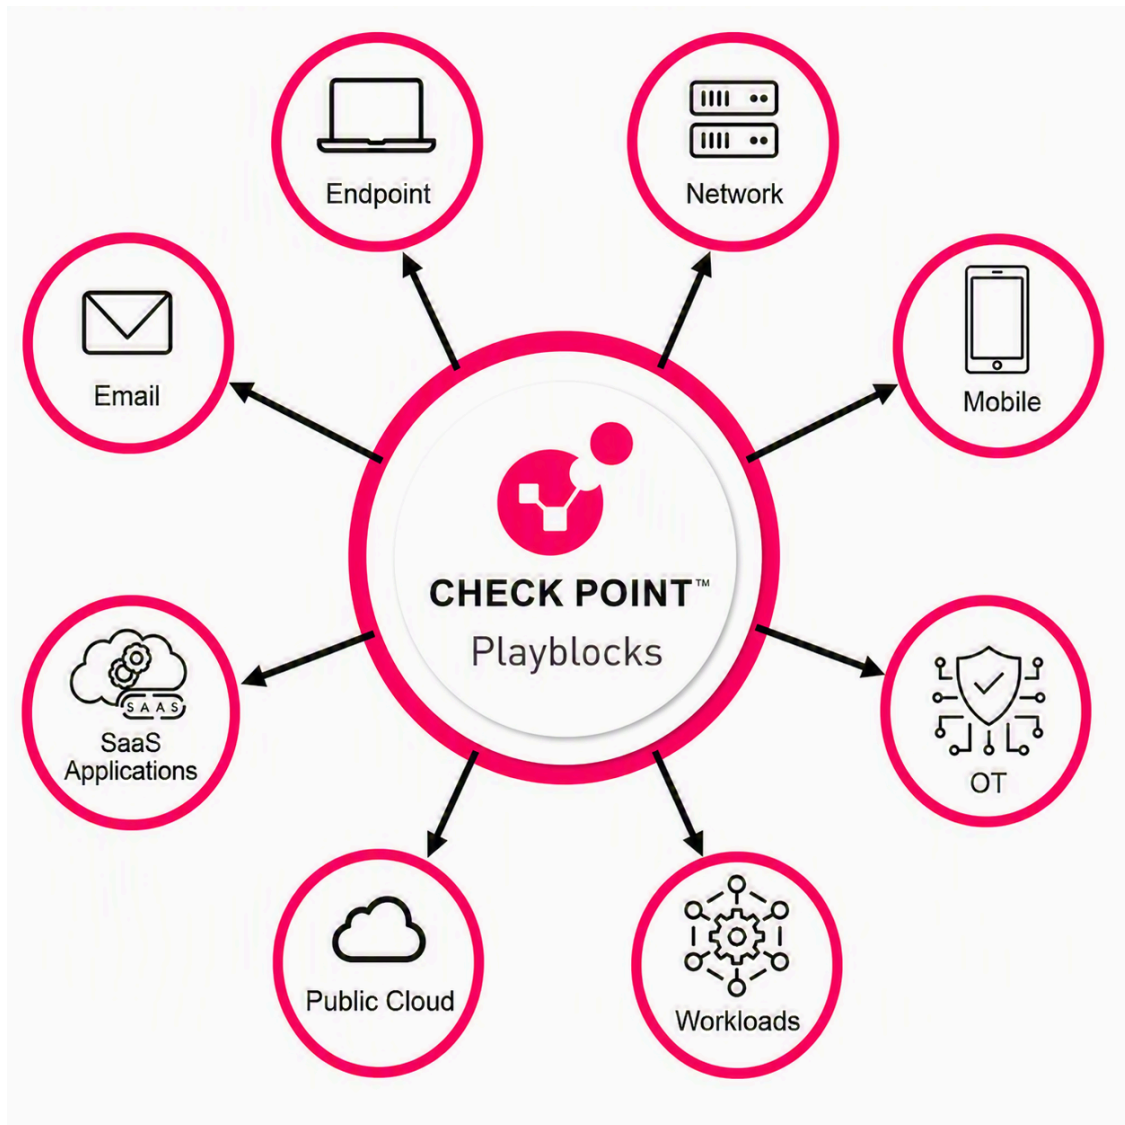 Endpoint
Network
Email
Mobile
CHECK POINT™
Playblocks
SAAS
SaaS
Applications
OT
Public Cloud
Workloads